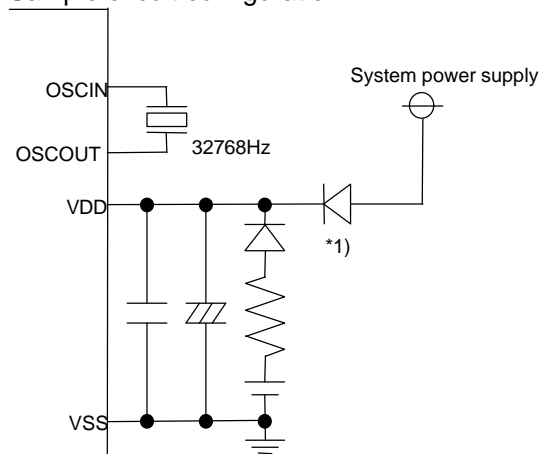 OSCIN
System power supply
OSCOUT
32768Hz
VDD
*1)
VSS